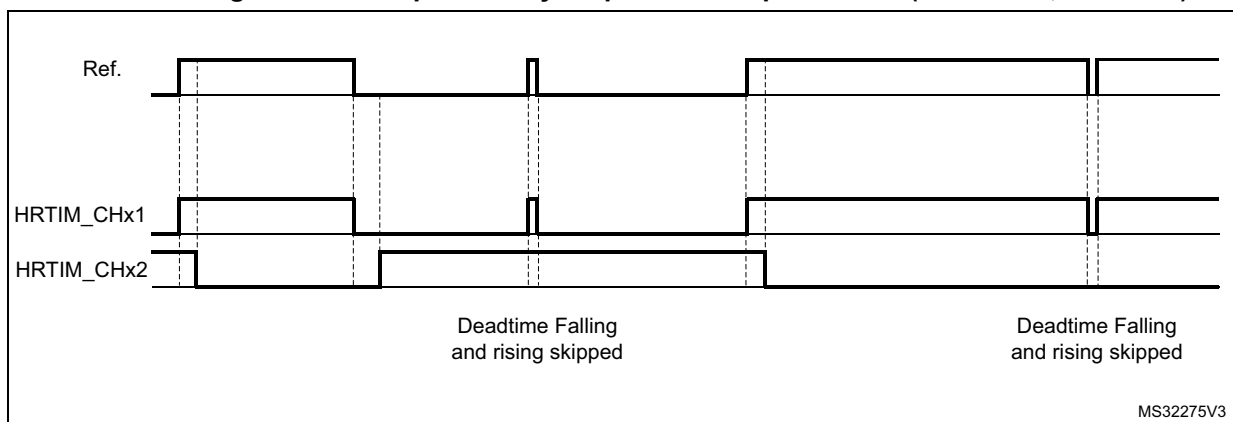 Ref.
HRTIM_CHx1
HRTIM_CHx2
Deadtime Falling
and rising skipped
Deadtime Falling
and rising skipped
MS32275V3